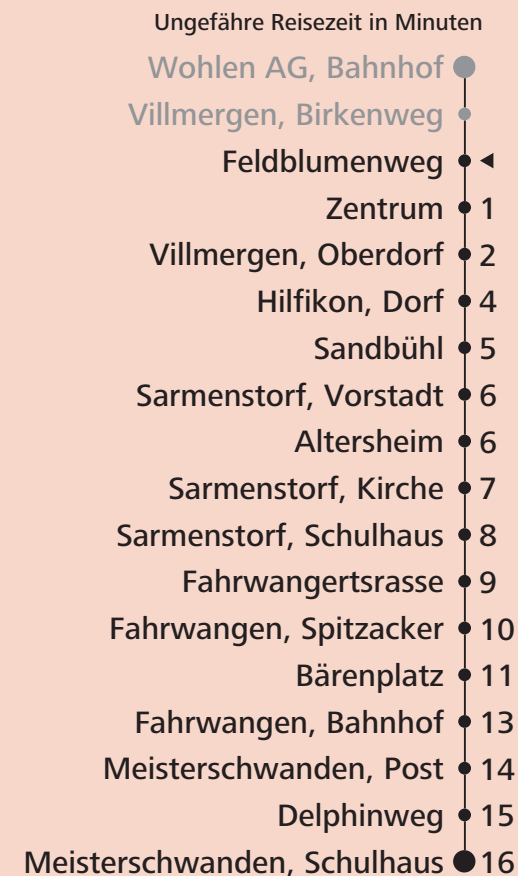 Ungefähre Reisezeit in Minuten
Wohlen AG, Bahnhof
Villmergen, Birkenweg
Feldblumenweg
Zentrum 1
Villmergen, Oberdorf 2
Hilfikon, Dorf 4
Sandbühl 5
Sarmenstorf, Vorstadt 6
Altersheim 6
Sarmenstorf, Kirche 7
Sarmenstorf, Schulhaus 8
Fahrwangertsrasse 9
Fahrwangen, Spitzacker 10
Bärenplatz 11
Fahrwangen, Bahnhof 13
Meisterschwanden, Post 14
Delphinweg 15
Meisterschwanden, Schulhaus 16